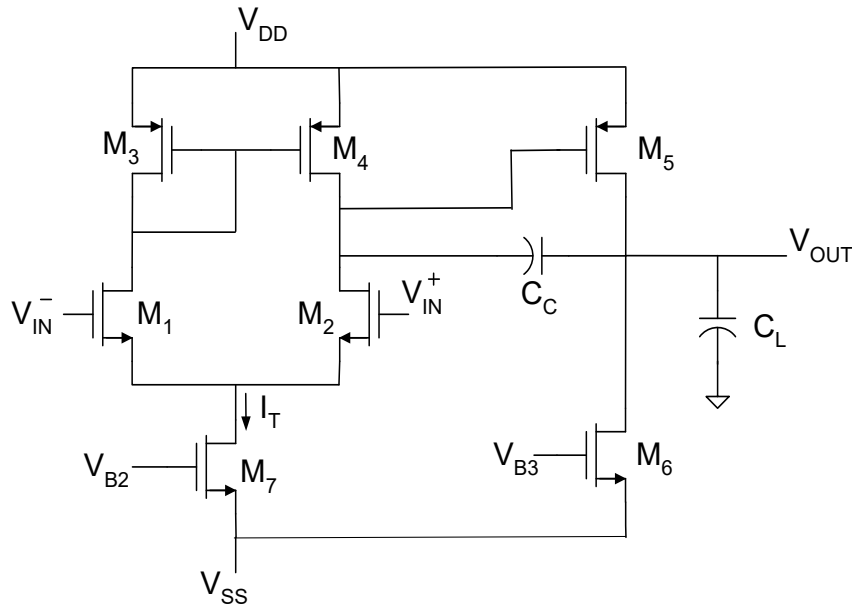 V_DD
M_3
M_4
M_5
V_OUT
V_IN^-
M_1
M_2
V_IN^+
C_C
C_L
I_T
V_B2
M_7
V_B3
M_6
V_SS